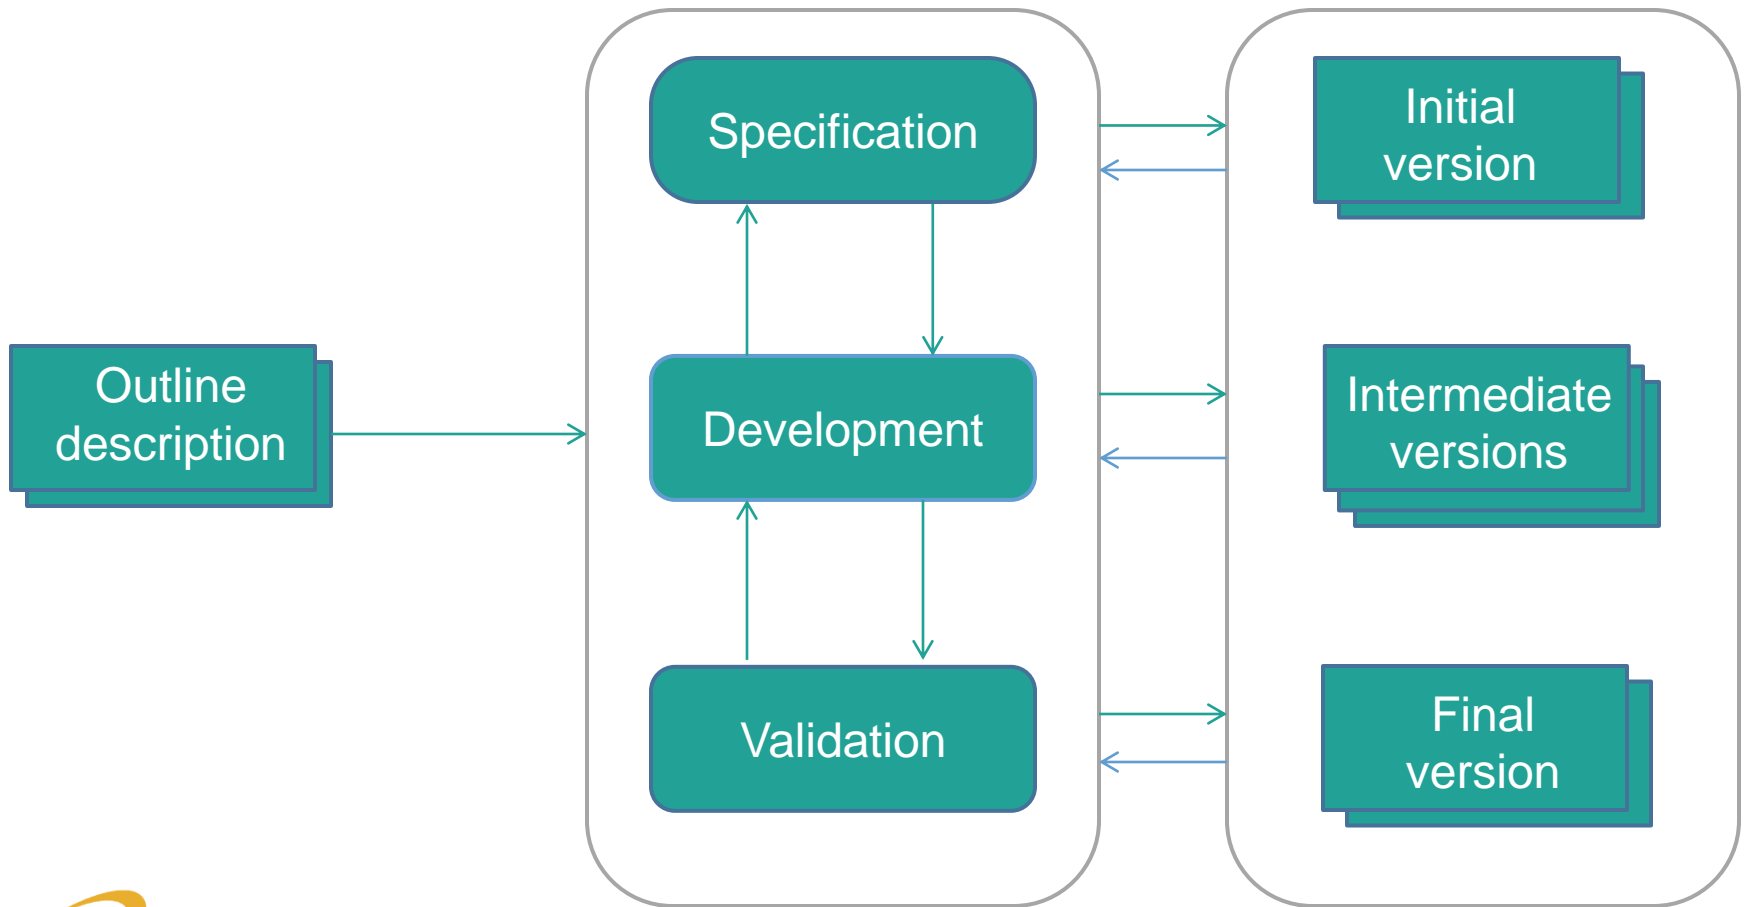 Specification
Initial
version
Outline
description
Development
Intermediate
versions
Validation
Final
version